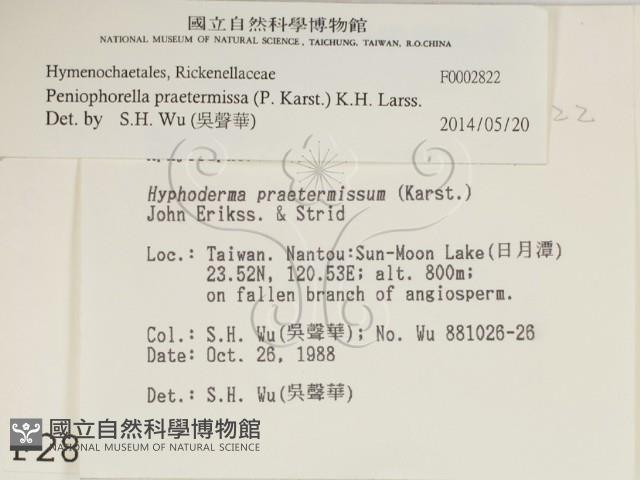 國立自然科學博物館
NATIONAL MUSEUM OF NATURAL SCIENCE, TAICHUNG, TAIWAN, R.O.CHINA
Hymenochaetales, Rickenellaceae F0002822
Peniophorella praetermissa (P. Karst.) K.H. Larss.
Det. by S.H. Wu (吳聲華) 2014/05/20
22
Hyphoderma praetermissum (Karst.)
John Erikss. & Strid
Loc.: Taiwan. Nantou:Sun-Moon Lake(日月潭)
23.52N, 120.53E; alt. 800m;
on fallen branch of angiosperm.
Col.: S.H. Wu(吳聲華); No. Wu 881026-26
Date: Oct. 26, 1988
Det.: S.H. Wu(吳聲華)
國立自然科學博物館
NATIONAL MUSEUM OF NATURAL SCIENCE